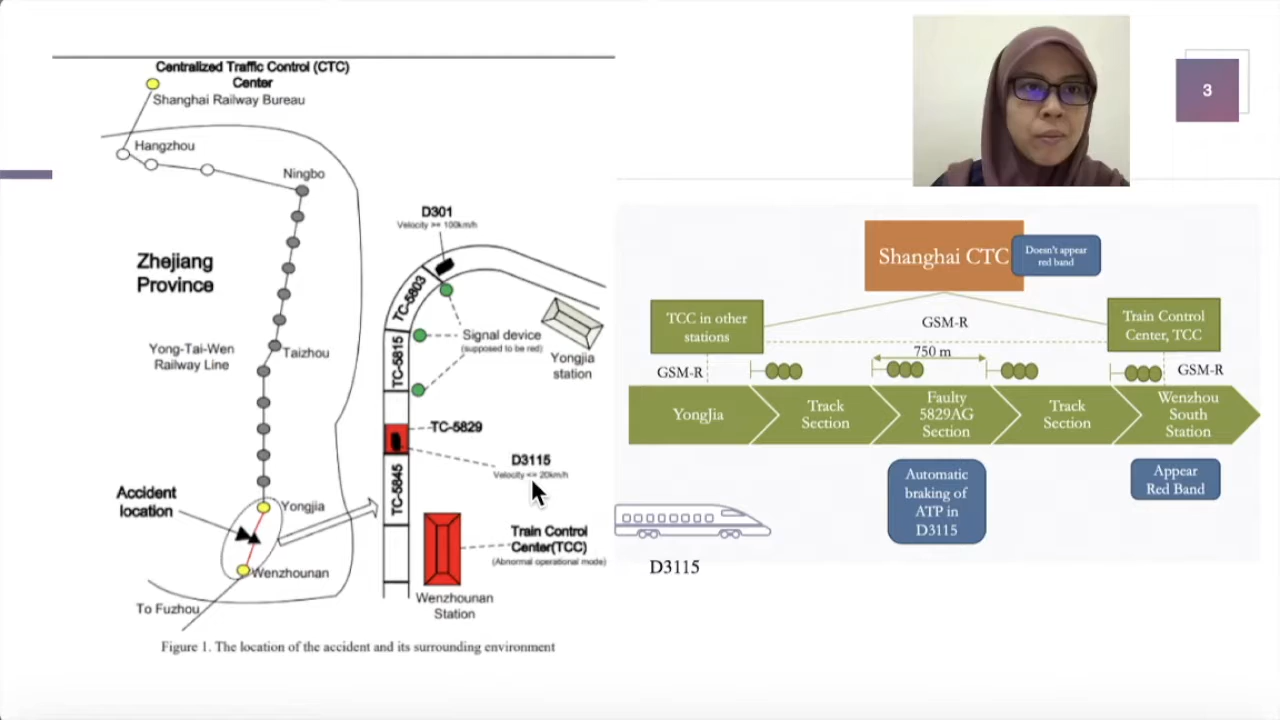 Centralized Traffic Control (CTC)
Center
Shanghai Railway Bureau
Hangzhou
Ningbo
Zhejiang
Province
Yong-Tai-Wen
Railway Line
Taizhou
Accident
location
Yongjia
Wenzhounan
To Fuzhou
D301
Velocity >= 100km/h
TC-5803
TC-5815
Signal device
(supposed to be red)
Yongjia
station
TC-5829
D3115
Velocity <= 20km/h
TC-5845
Train Control
Center(TCC)
(Abnormal operational mode)
Wenzhounan
Station
Figure 1. The location of the accident and its surrounding environment
3
Shanghai CTC
Doesn't appear
red band
TCC in other
stations
GSM-R
Train Control
Center, TCC
750 m
GSM-R
GSM-R
YongJia
Track
Section
Faulty
5829AG
Section
Track
Section
Wenzhou
South
Station
Automatic
braking of
ATP in
D3115
Appear
Red Band
D3115